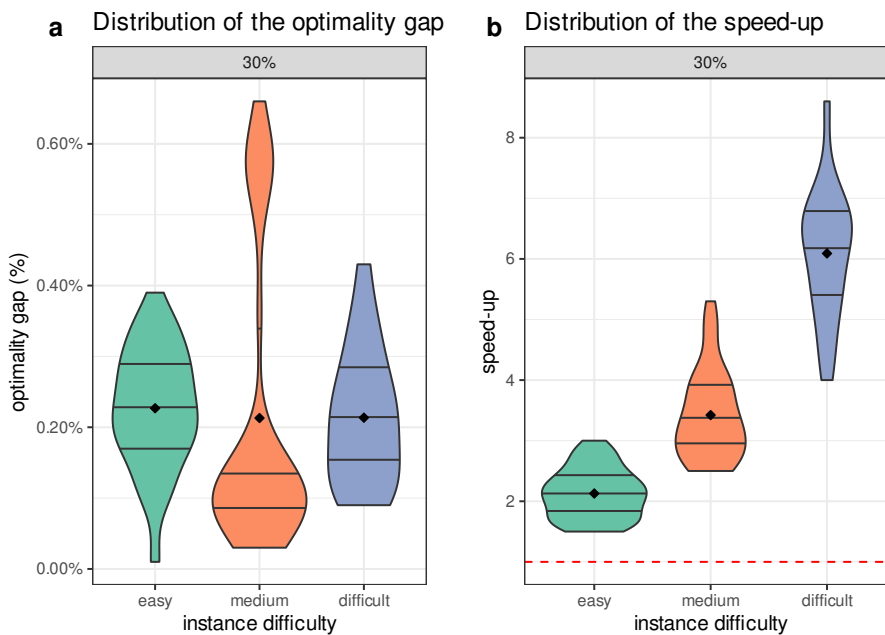 a Distribution of the optimality gap
30%
optimality gap (%)
0.60%
0.40%
0.20%
0.00%
easy medium difficult
instance difficulty
b Distribution of the speed-up
30%
speed-up
8
6
4
2
easy medium difficult
instance difficulty